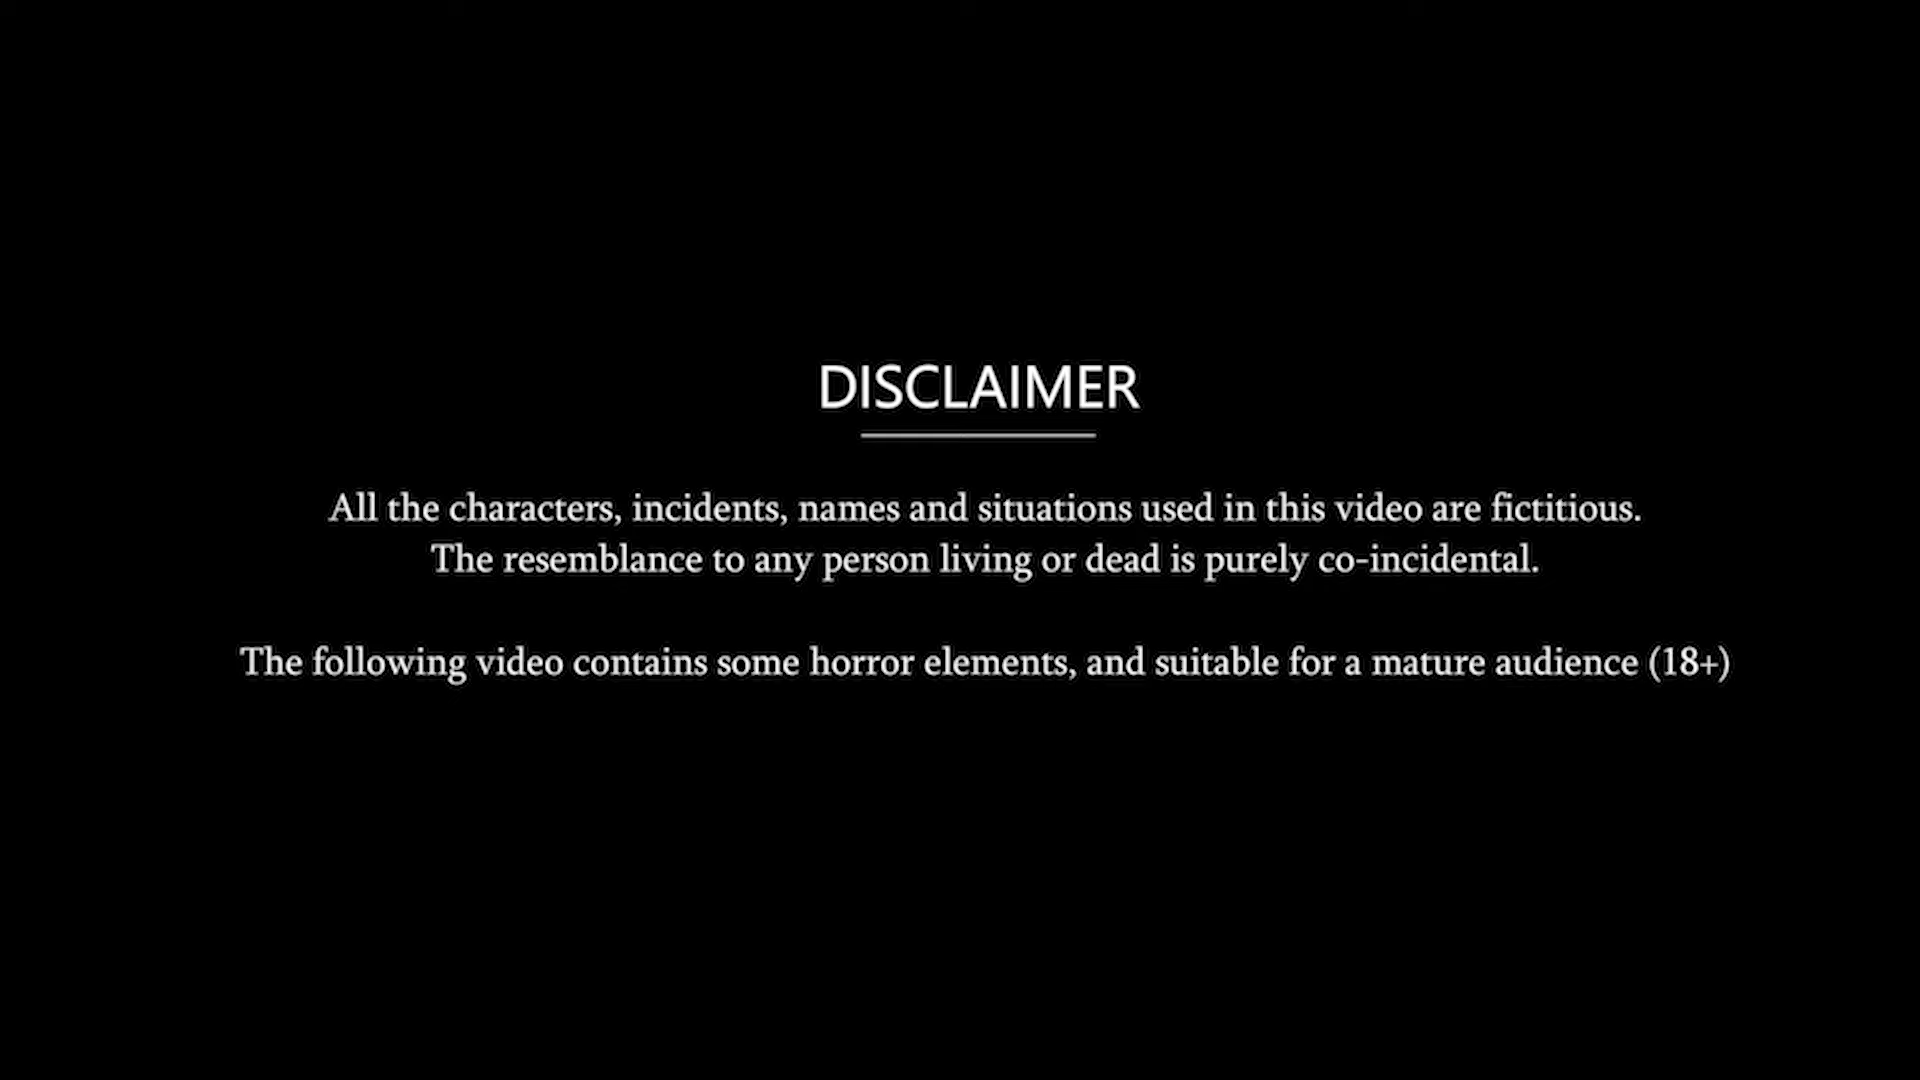 DISCLAIMER
All the characters, incidents, names and situations used in this video are fictitious.
The resemblance to any person living or dead is purely co-incidental.
The following video contains some horror elements, and suitable for a mature audience (18+)